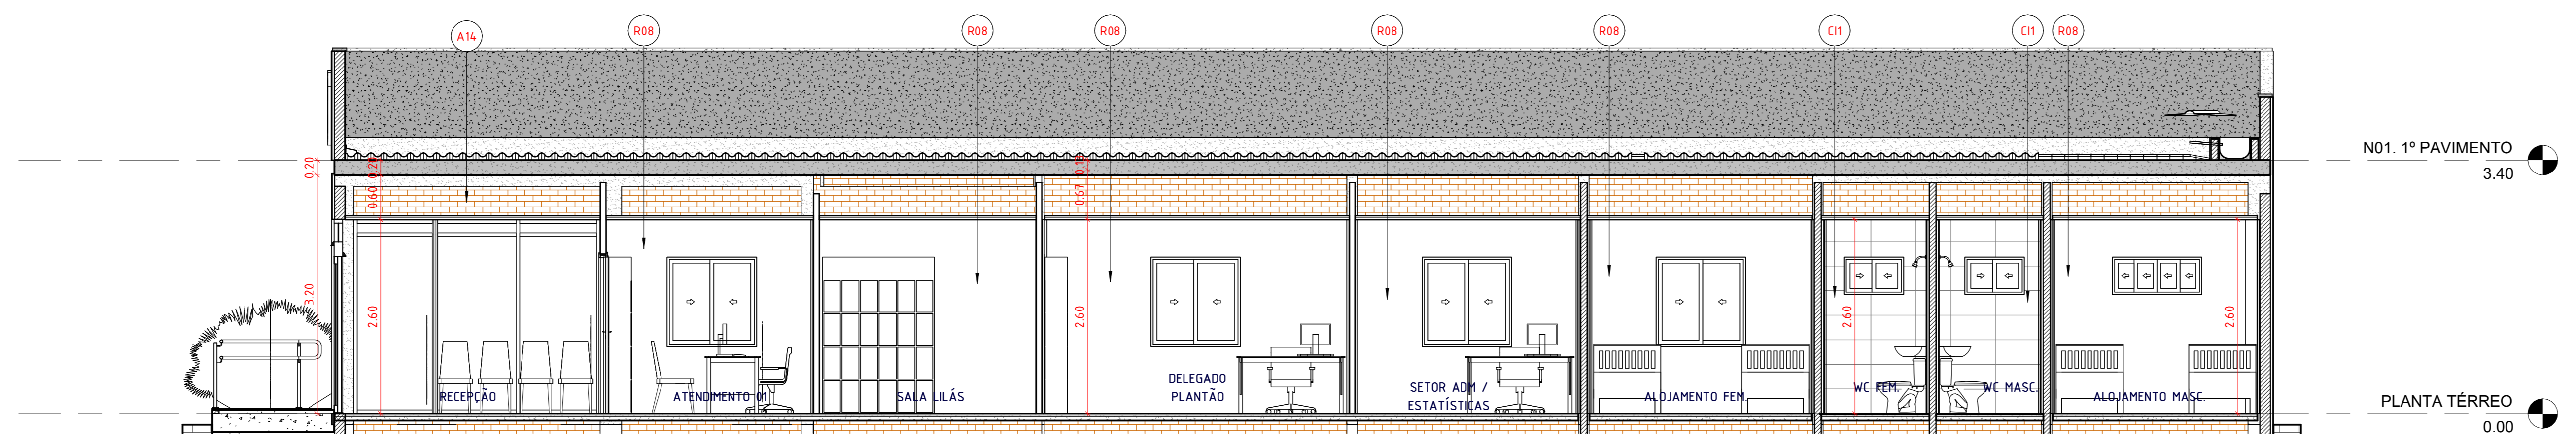 A14
R08
R08
R08
R08
R08
CI1
CI1
R08
N01. 1º PAVIMENTO
3.40
0.20
0.20
0.60
0.67
3.20
2.60
2.60
2.60
2.60
RECEPÇÃO
ATENDIMENTO 01
SALA LILÁS
DELEGADO
PLANTÃO
SETOR ADM /
ESTATÍSTICAS
ALOJAMENTO FEM.
WC FEM.
WC MASC.
ALOJAMENTO MASC.
PLANTA TÉRREO
0.00